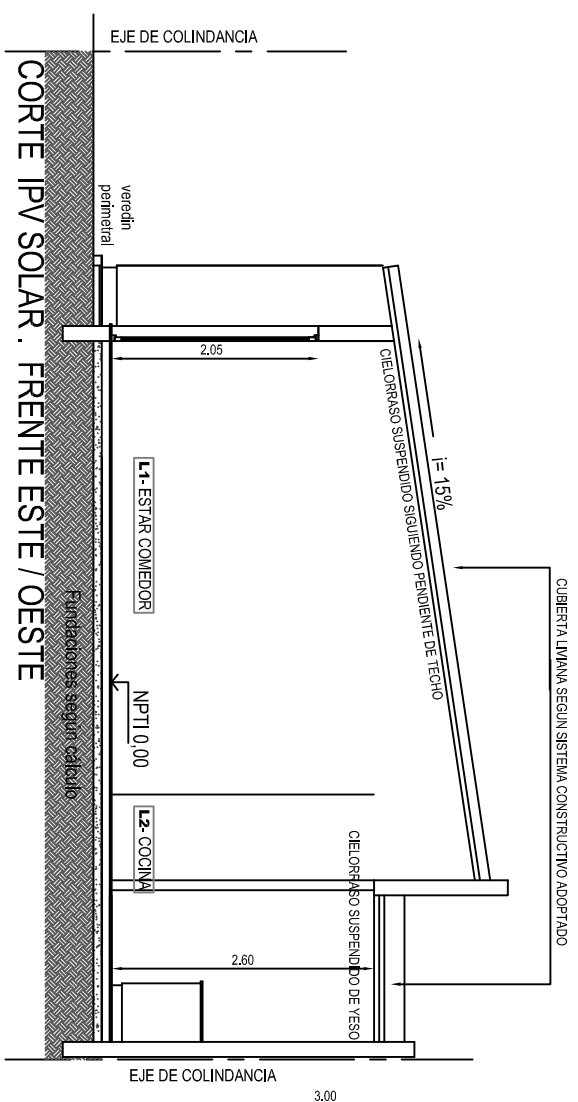 EJE DE COLINDANCIA
CUBIERTA LIVIANA SEGUN SISTEMA CONSTRUCTIVO ADOPTADO
i= 15%
CIELORRASO SUSPENDIDO SIGUIENDO PENDIENTE DE TECHO
CIELORRASO SUSPENDIDO DE YESO
2.05
2.60
L1- ESTAR COMEDOR
L2- COCINA
NPTI 0,00
veredin
perimetral
Fundaciones segun calculo
EJE DE COLINDANCIA
3.00
CORTE IPV SOLAR . FRENTE ESTE / OESTE